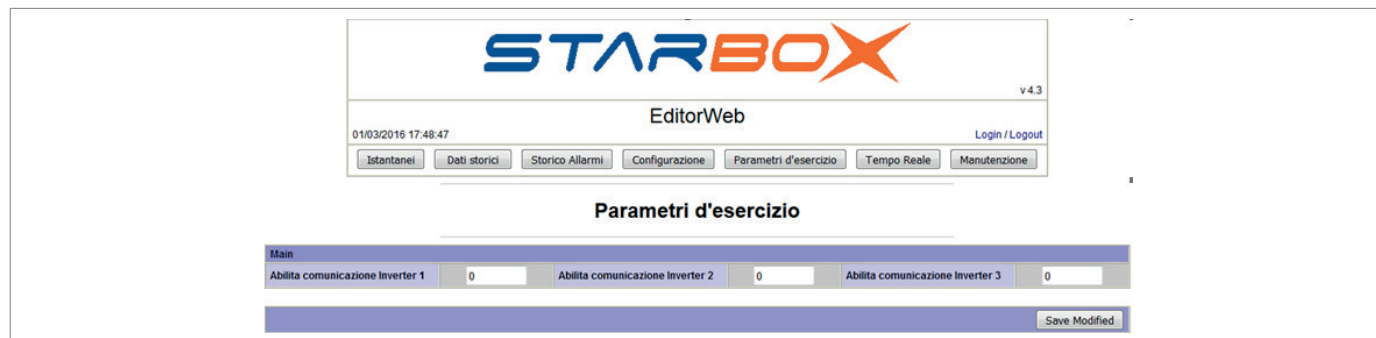 STARBOX
v 4.3
EditorWeb
01/03/2016 17:48:47 Login / Logout
Istantanei Dati storici Storico Allarmi Configurazione Parametri d'esercizio Tempo Reale Manutenzione
Parametri d'esercizio
Main
Abilita comunicazione Inverter 1 0 Abilita comunicazione Inverter 2 0 Abilita comunicazione Inverter 3 0
Save Modified